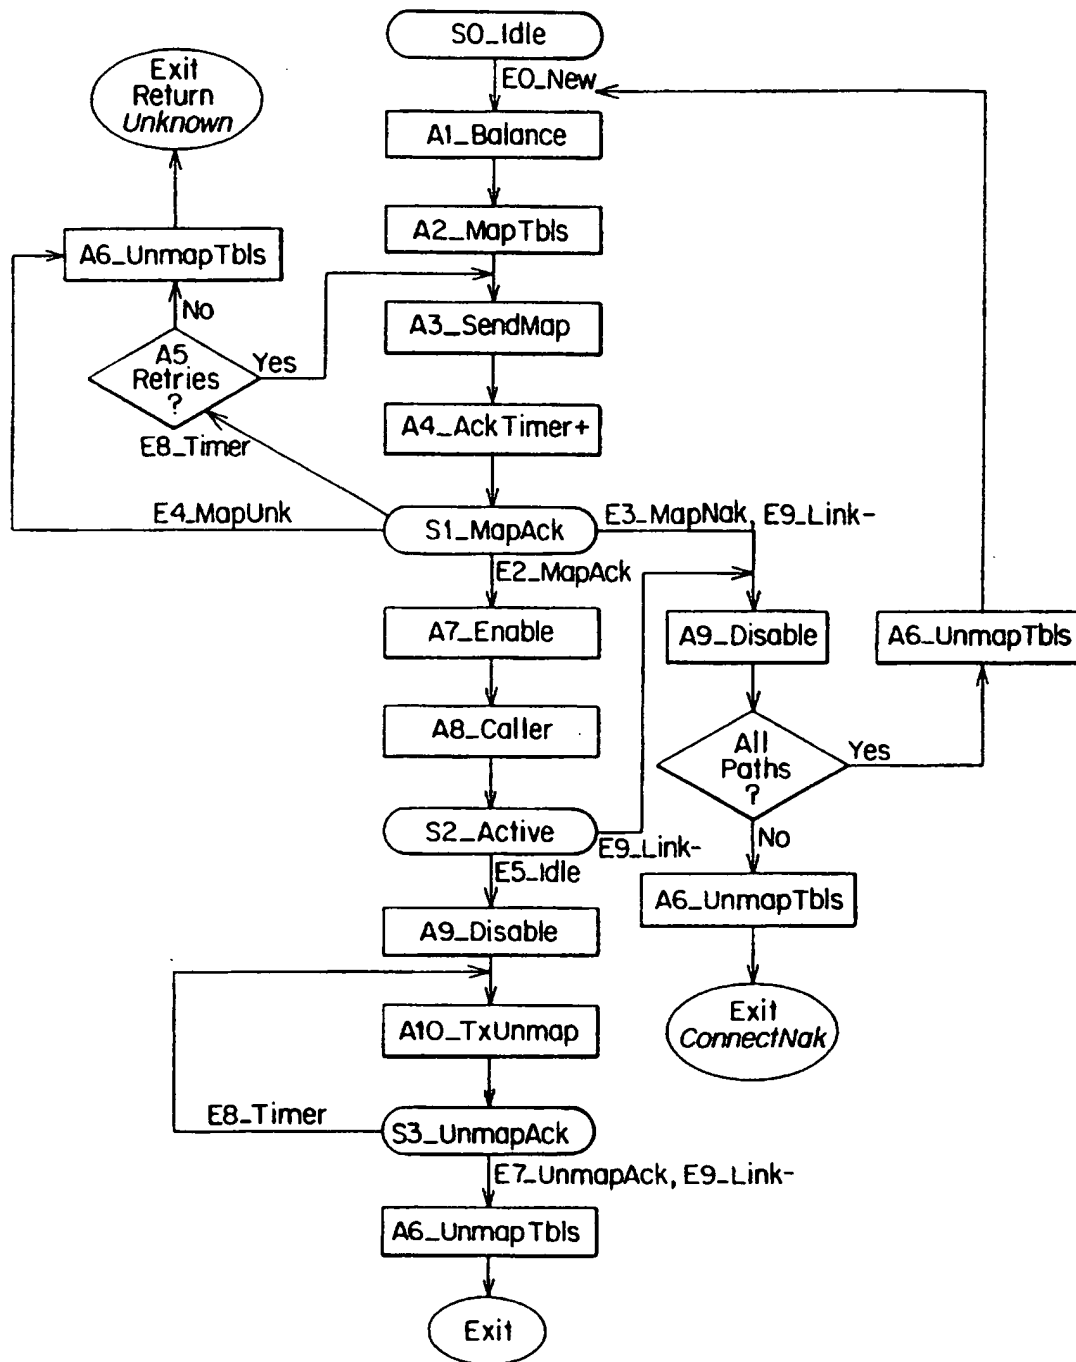 S0_Idle
E0_New
Exit
Return
Unknown
A1_Balance
A2_MapTbls
A6_UnmapTbls
No
A3_SendMap
A5
Retries
?
Yes
A4_AckTimer+
E8_Timer
E4_MapUnk
S1_MapAck
E3_MapNak, E9_Link-
E2_MapAck
A7_Enable
A9_Disable
A6_UnmapTbls
A8_Caller
All
Paths
?
Yes
S2_Active
E9_Link-
No
E5_Idle
A6_UnmapTbls
A9_Disable
Exit
ConnectNak
A10_TxUnmap
E8_Timer
S3_UnmapAck
E7_UnmapAck, E9_Link-
A6_UnmapTbls
Exit